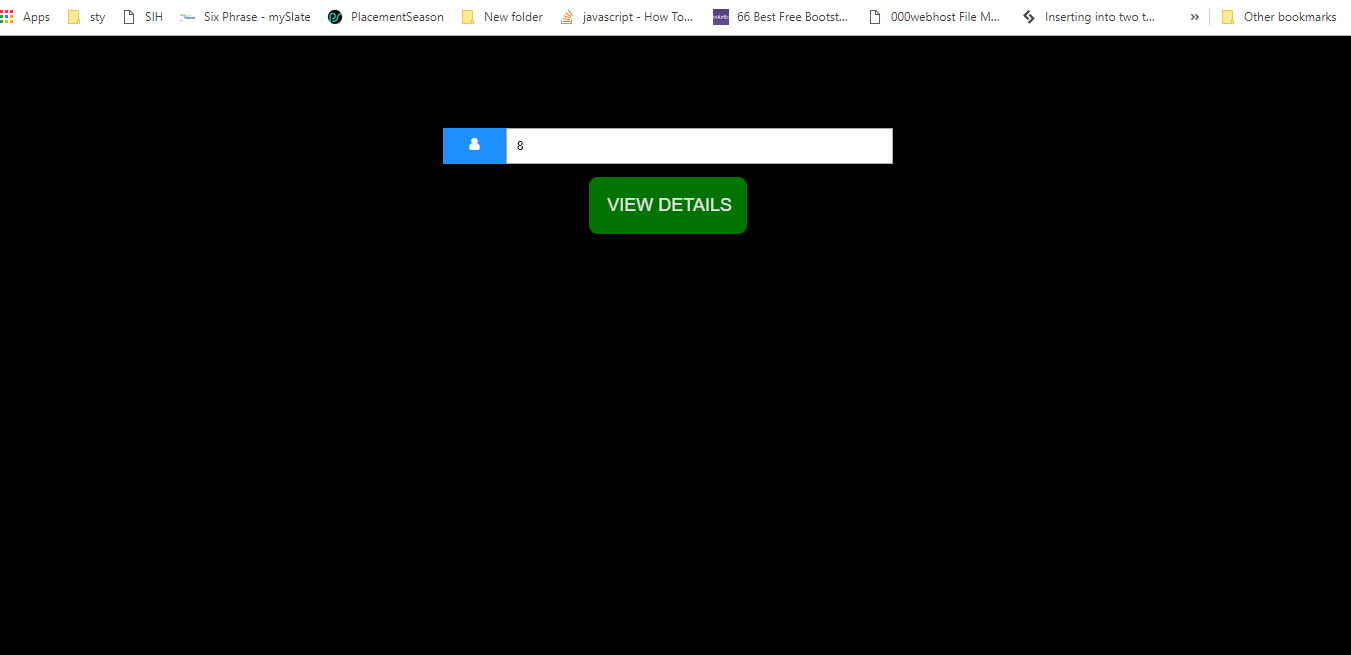 Apps sty SIH Six Phrase - mySlate PlacementSeason New folder javascript - How To... 66 Best Free Bootst... 000webhost File M... Inserting into two t... » Other bookmarks
8
VIEW DETAILS